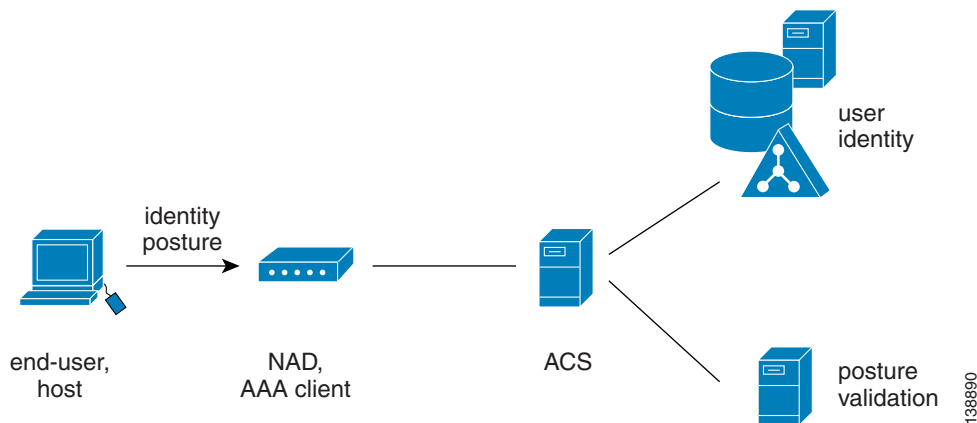 user
identity
identity
posture
end-user,
host
NAD,
AAA client
ACS
posture
validation
138890